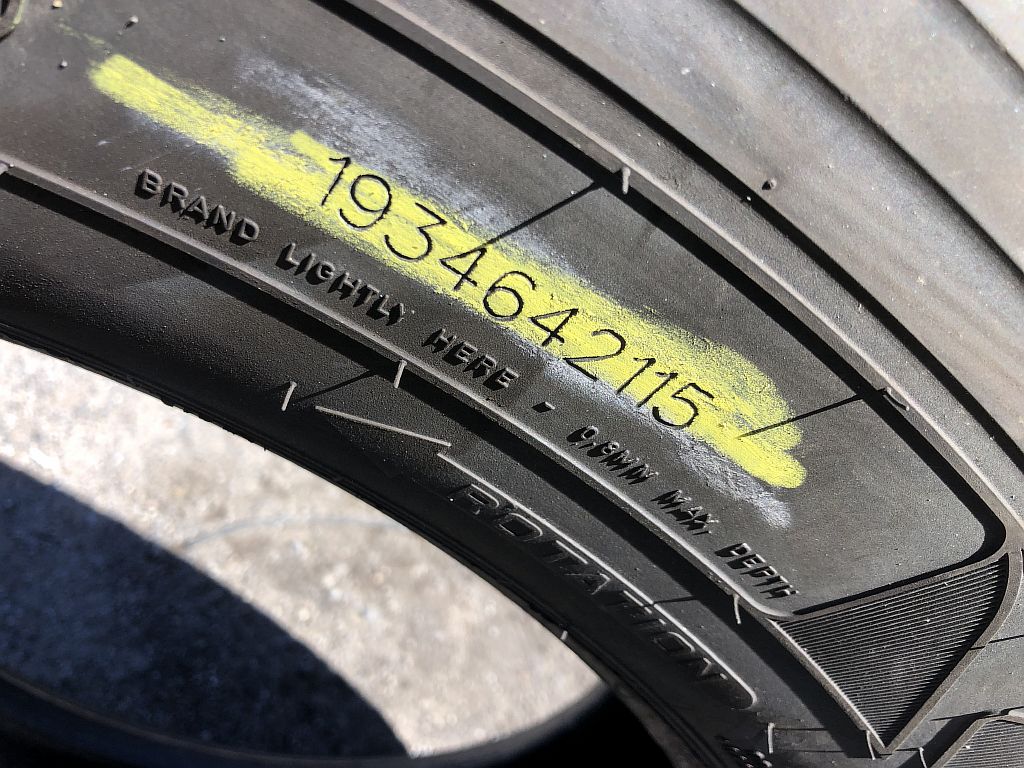 1934642115
BRAND LIGHTLY HERE - 0.8MM MAX DEPTH
ROTATION